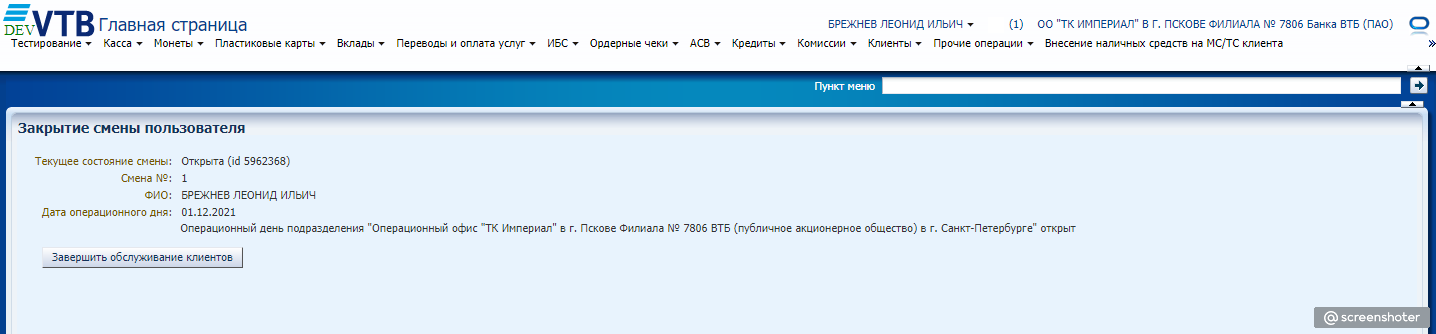 DEV VTB Главная страница
БРЕЖНЕВ ЛЕОНИД ИЛЬИЧ (1) ОО "ТК ИМПЕРИАЛ" В Г. ПСКОВЕ ФИЛИАЛА № 7806 Банка ВТБ (ПАО)
Тестирование Касса Монеты Пластиковые карты Вклады Переводы и оплата услуг ИБС Ордерные чеки АСВ Кредиты Комиссии Клиенты Прочие операции Внесение наличных средств на МС/ТС клиента »
Пункт меню
Закрытие смены пользователя
Текущее состояние смены: Открыта (id 5962368)
Смена №: 1
ФИО: БРЕЖНЕВ ЛЕОНИД ИЛЬИЧ
Дата операционного дня: 01.12.2021
Операционный день подразделения "Операционный офис "ТК Империал" в г. Пскове Филиала № 7806 ВТБ (публичное акционерное общество) в г. Санкт-Петербурге" открыт
Завершить обслуживание клиентов
@screenshoter